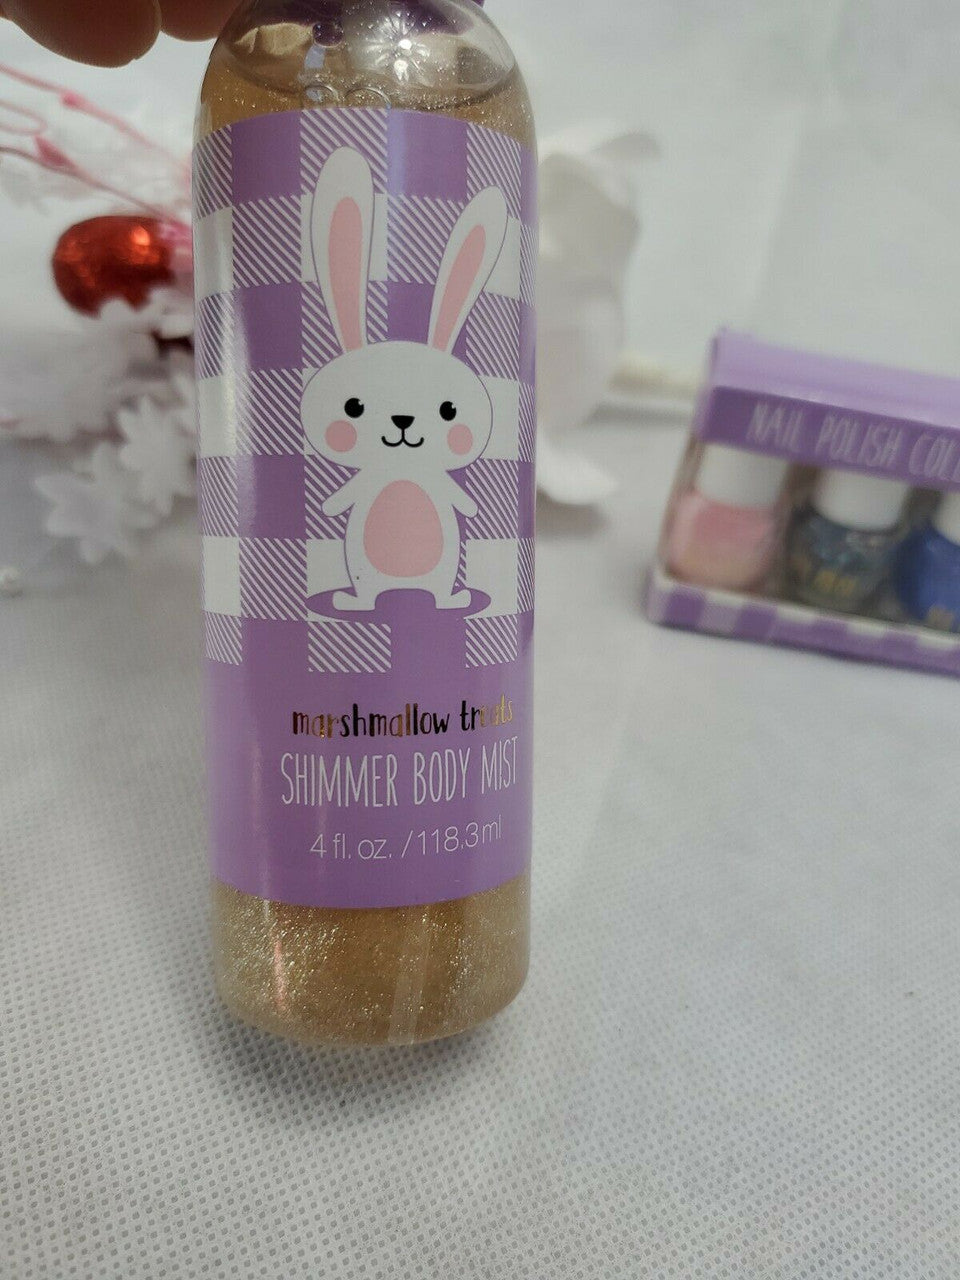 marshmallow treats
SHIMMER BODY MIST
4 fl. oz. / 118.3 ml
NAIL POLISH